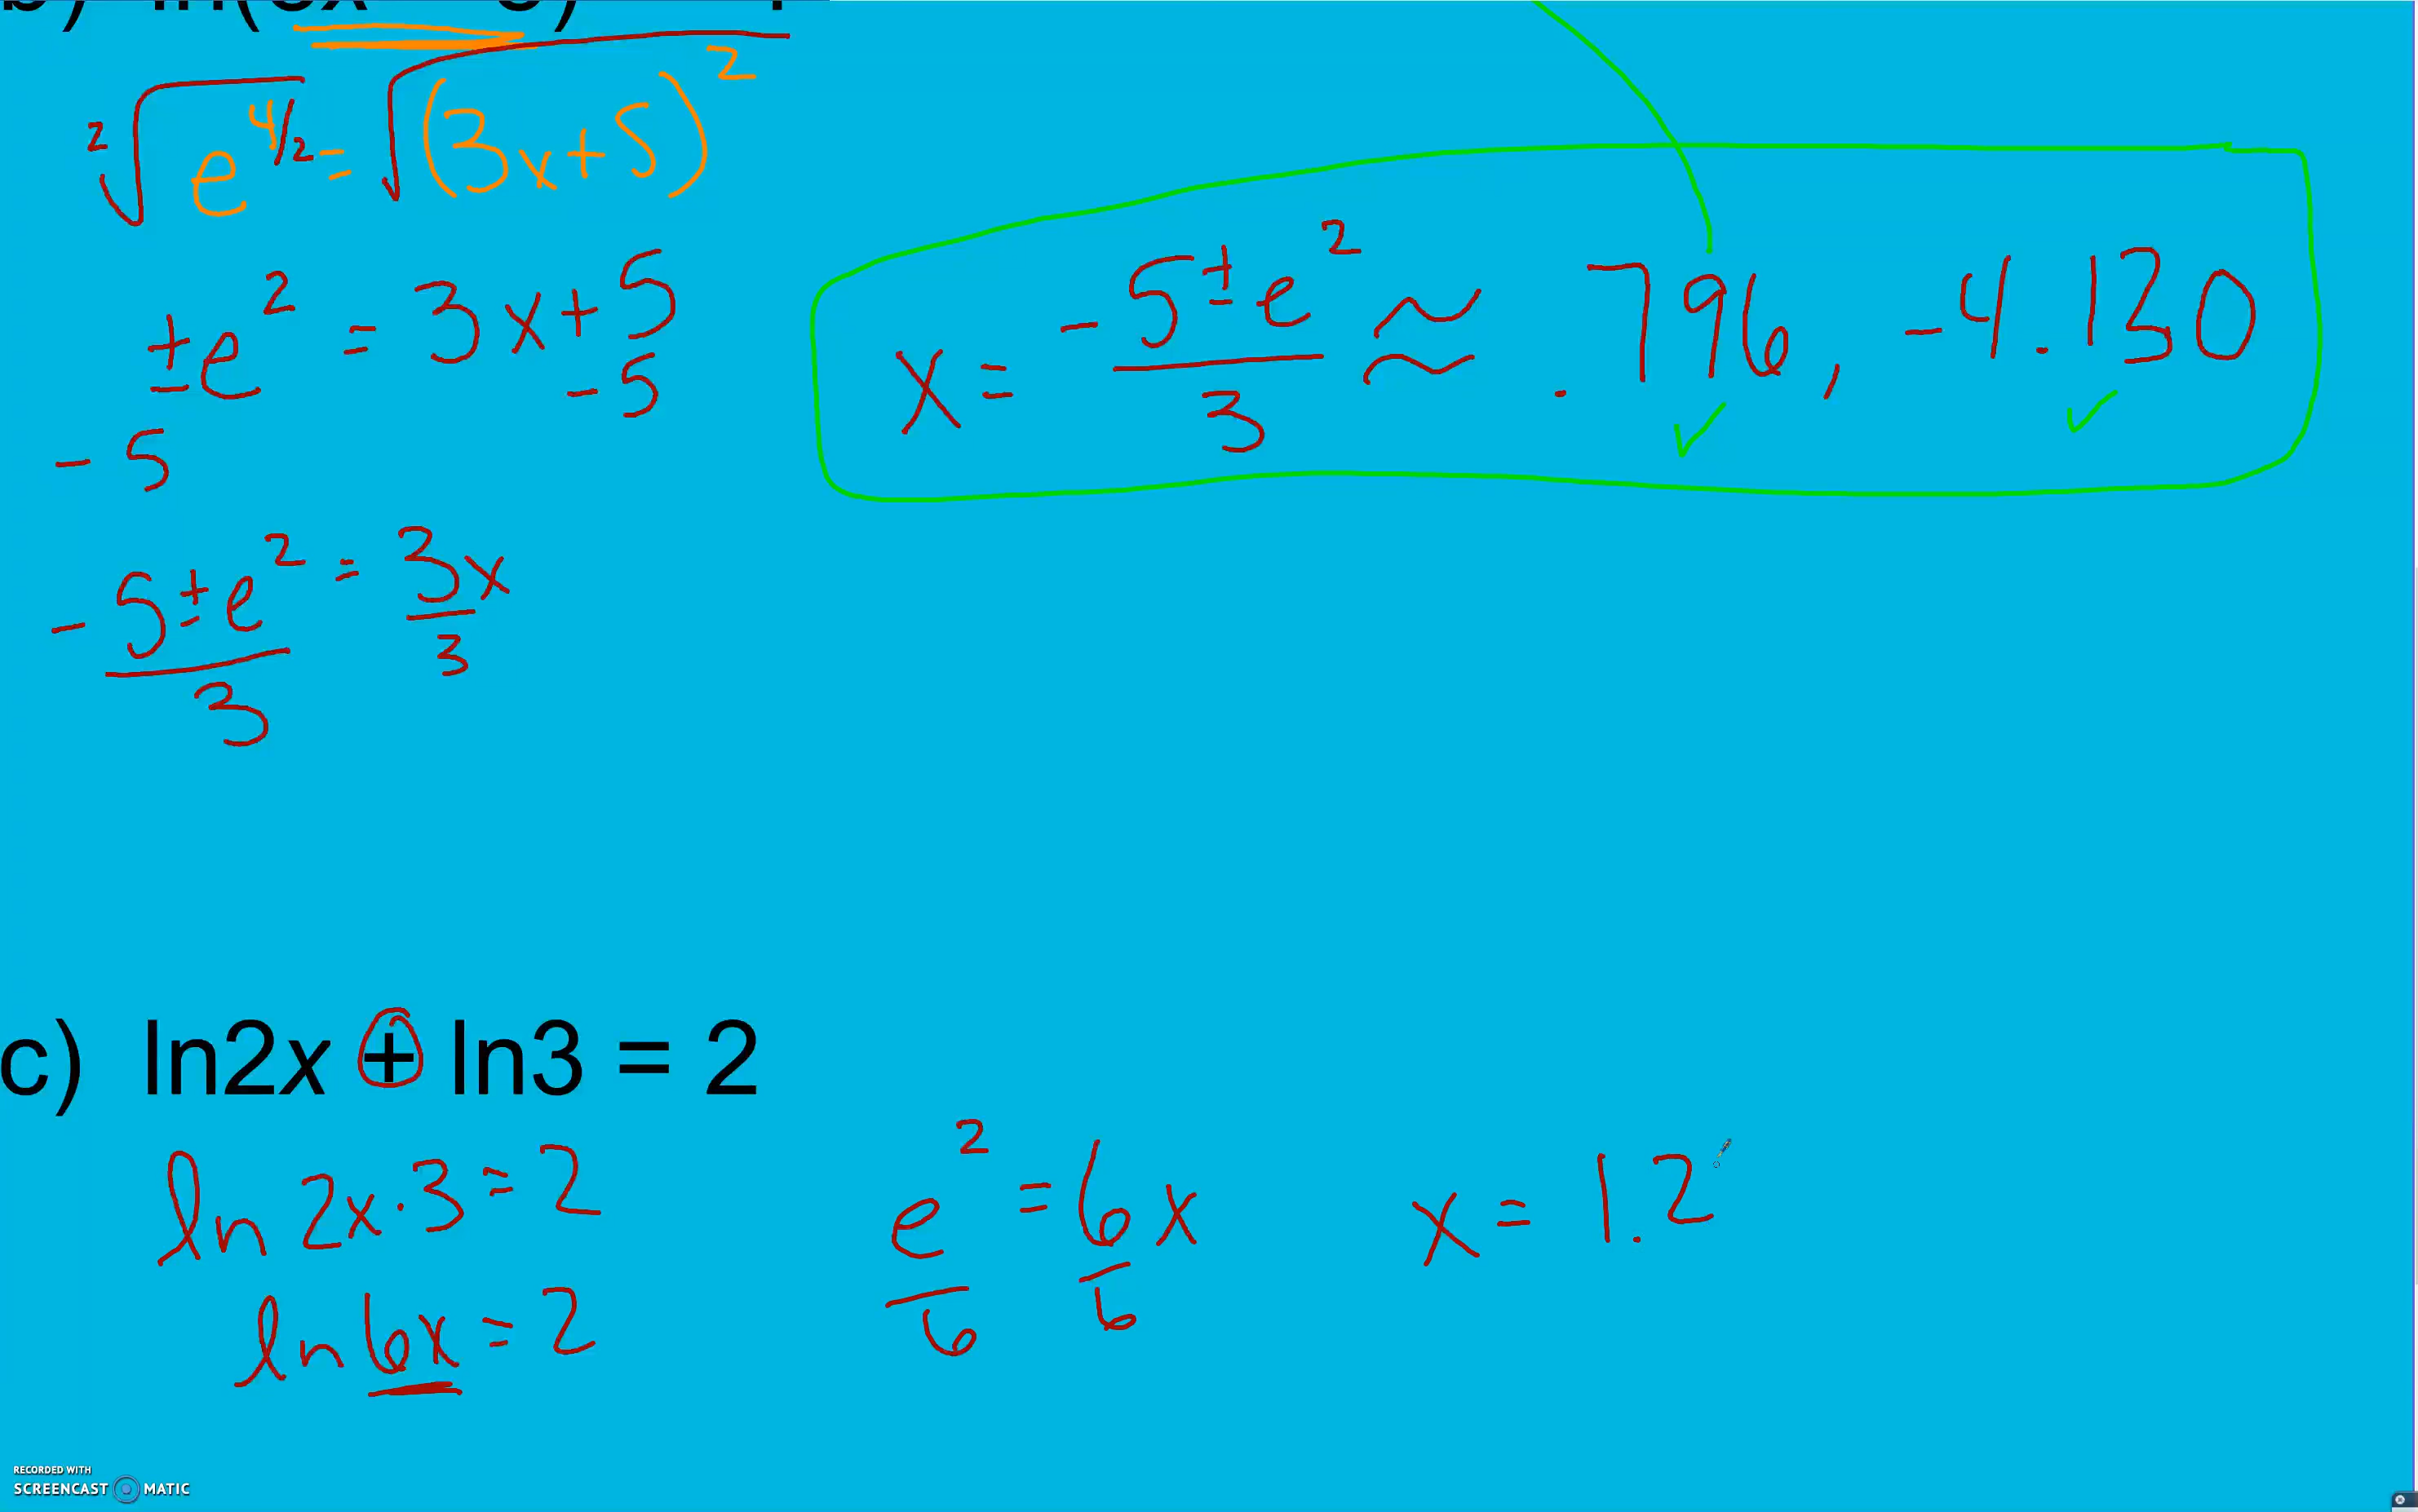 ²√e^4/2 = √(3x+5)²
±e² = 3x+5
-5 -5
-5±e² = 3x
3 3
x = -5±e²/3 ≈ .796, -4.130
✓ ✓
c) ln2x + ln3 = 2
ln 2x·3 = 2
ln 6x = 2
e² = 6x
6 6
x = 1.2
RECORDED WITH
SCREENCAST MATIC